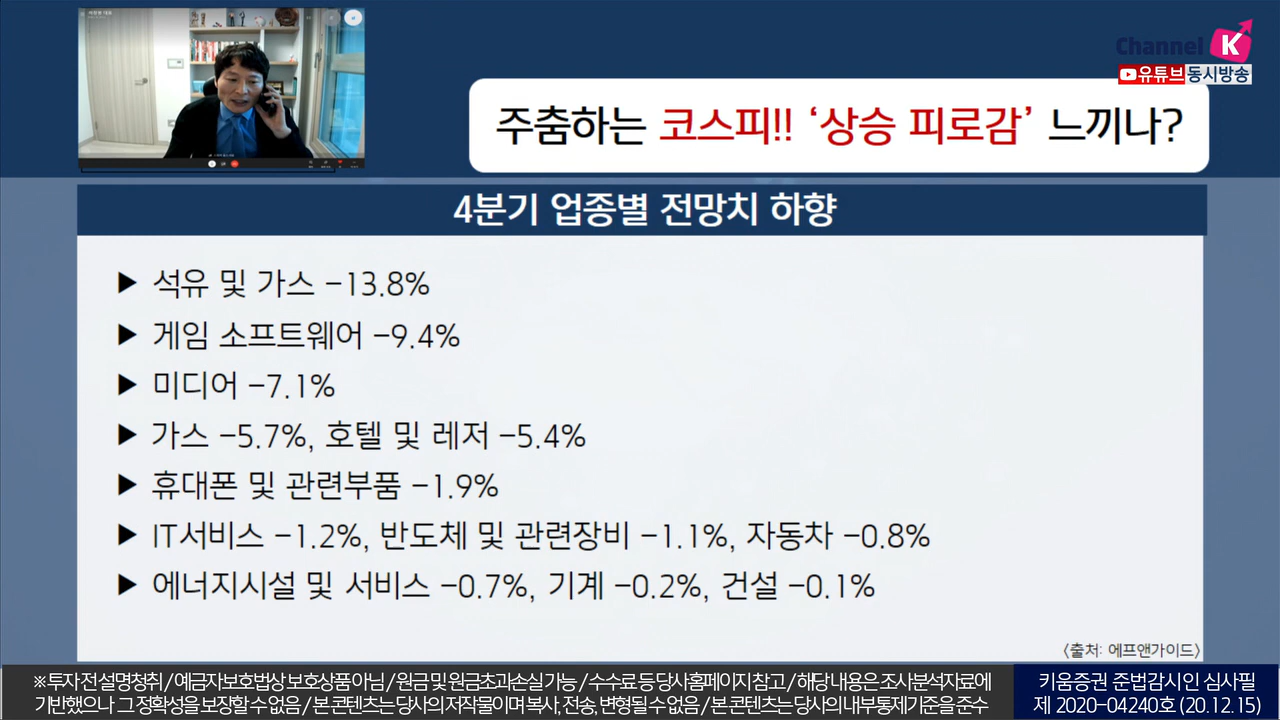 Channel K
유튜브 동시방송
주춤하는 코스피!! ‘상승 피로감’ 느끼나?
4분기 업종별 전망치 하향
▶ 석유 및 가스 -13.8%
▶ 게임 소프트웨어 -9.4%
▶ 미디어 -7.1%
▶ 가스 -5.7%, 호텔 및 레저 -5.4%
▶ 휴대폰 및 관련부품 -1.9%
▶ IT서비스 -1.2%, 반도체 및 관련장비 -1.1%, 자동차 -0.8%
▶ 에너지시설 및 서비스 -0.7%, 기계 -0.2%, 건설 -0.1%
<출처: 에프앤가이드>
※ 투자 전 설명청취 / 예금자보호법상 보호상품 아님 / 원금 및 원금초과손실 가능 / 수수료 등 당사홈페이지 참고 / 해당 내용은 조사분석자료에
기반했으나 그 정확성을 보장할 수 없음 / 본 콘텐츠는 당사의 저작물이며 복사, 전송, 변형될 수 없음 / 본 콘텐츠는 당사의 내부통제기준을 준수
키움증권 준법감시인 심사필
제 2020-04240호 (20.12.15)